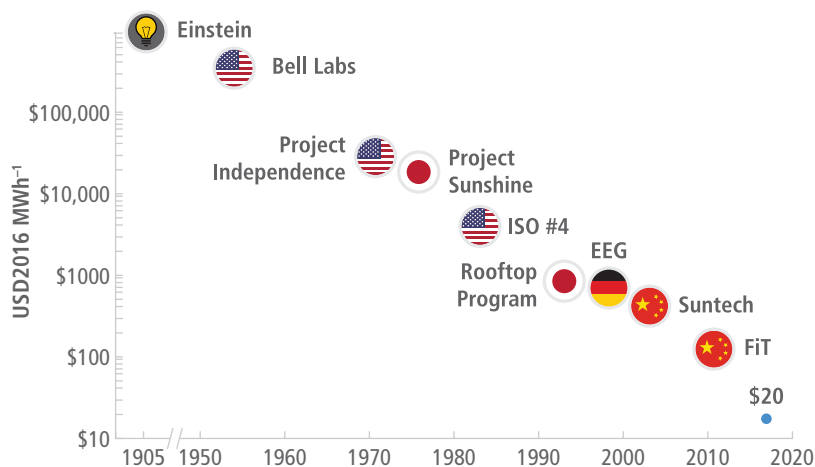 Einstein
Bell Labs
$100,000
Project
Independence
Project
Sunshine
$10,000
ISO #4
EEG
USD2016 MWh⁻¹
$1000
Rooftop
Program
Suntech
FiT
$100
$20
$10
1905 1950 1960 1970 1980 1990 2000 2010 2020